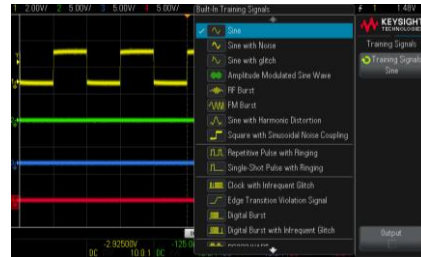 1 2.00V/ 2 5.00V/ 3 5.00V/ 4 5.00V/
Built-In Training Signals
1 1.48V
KEYSIGHT
TECHNOLOGIES
Training Signals
Training Signals
Sine
Sine
Sine with Noise
Sine with glitch
Amplitude Modulated Sine Wave
RF Burst
FM Burst
Sine with Harmonic Distortion
Square with Sinusoidal Noise Coupling
Repetitive Pulse with Ringing
Single-Shot Pulse with Ringing
Clock with Infrequent Glitch
Edge Transition Violation Signal
Digital Burst
Digital Burst with Infrequent Glitch
Output
-2.92500V
DC 10.0:1 DC